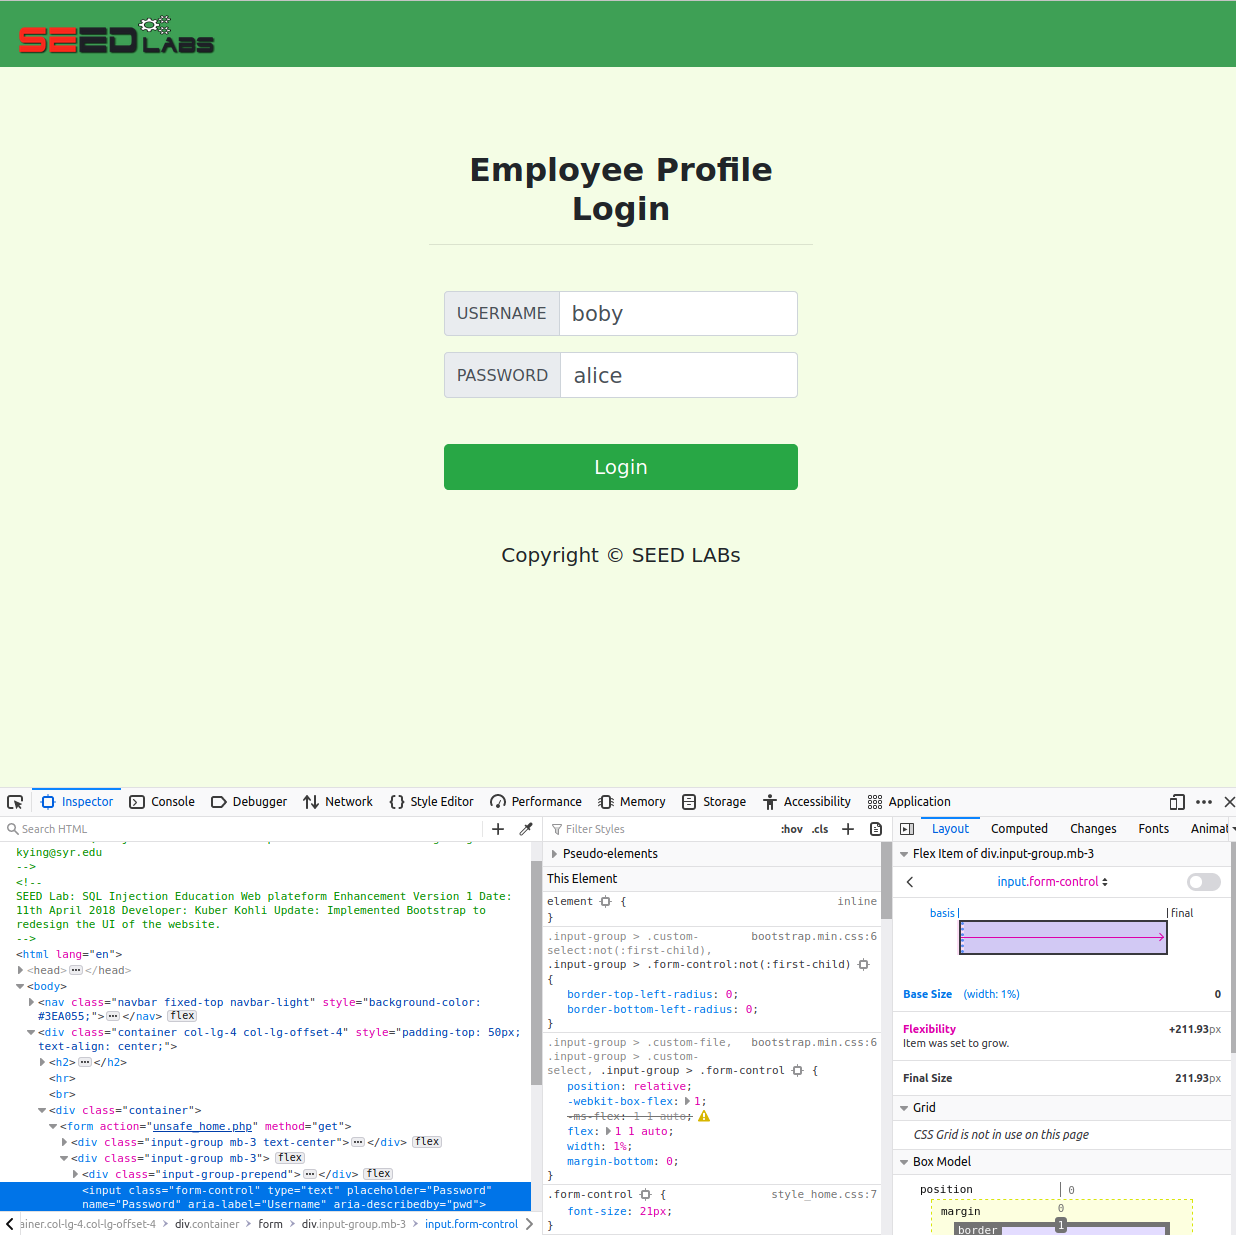 SEED LABS
Employee Profile
Login
USERNAME boby
PASSWORD alice
Login
Copyright © SEED LABs
Inspector Console Debugger Network Style Editor Performance Memory Storage Accessibility Application
Search HTML
kying@syr.edu
-->
<!--
SEED Lab: SQL Injection Education Web plateform Enhancement Version 1 Date:
11th April 2018 Developer: Kuber Kohli Update: Implemented Bootstrap to
redesign the UI of the website.
-->
<html lang="en">
<head> ••• </head>
<body>
<nav class="navbar fixed-top navbar-light" style="background-color:
#3EA055;"> ••• </nav> flex
<div class="container col-lg-4 col-lg-offset-4" style="padding-top: 50px;
text-align: center;">
<h2> ••• </h2>
<hr>
<br>
<div class="container">
<form action="unsafe_home.php" method="get">
<div class="input-group mb-3 text-center"> ••• </div> flex
<div class="input-group mb-3"> flex
<div class="input-group-prepend"> ••• </div> flex
<input class="form-control" type="text" placeholder="Password"
name="Password" aria-label="Username" aria-describedby="pwd">
ainer.col-lg-4.col-lg-offset-4 > div.container > form > div.input-group.mb-3 > input.form-control
Filter Styles :hov .cls +
Pseudo-elements
This Element
element { inline
}
.input-group > .custom- bootstrap.min.css:6
select:not(:first-child),
.input-group > .form-control:not(:first-child)
{
border-top-left-radius: 0;
border-bottom-left-radius: 0;
}
.input-group > .custom-file, bootstrap.min.css:6
.input-group > .custom-
select, .input-group > .form-control {
position: relative;
-webkit-box-flex: 1;
-ms-flex: 1 1 auto;
flex: 1 1 auto;
width: 1%;
margin-bottom: 0;
}
.form-control { style_home.css:7
font-size: 21px;
}
Layout Computed Changes Fonts Animat
Flex Item of div.input-group.mb-3
input.form-control
basis final
Base Size (width: 1%) 0
Flexibility +211.93px
Item was set to grow.
Final Size 211.93px
Grid
CSS Grid is not in use on this page
Box Model
position 0
margin 0
border 1